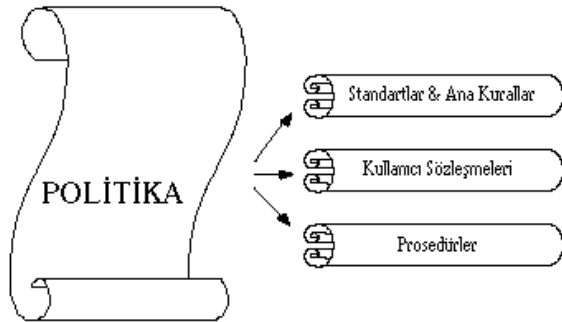 POLİTİKA
Standartlar & Ana Kurallar
Kullanıcı Sözleşmeleri
Prosedürler